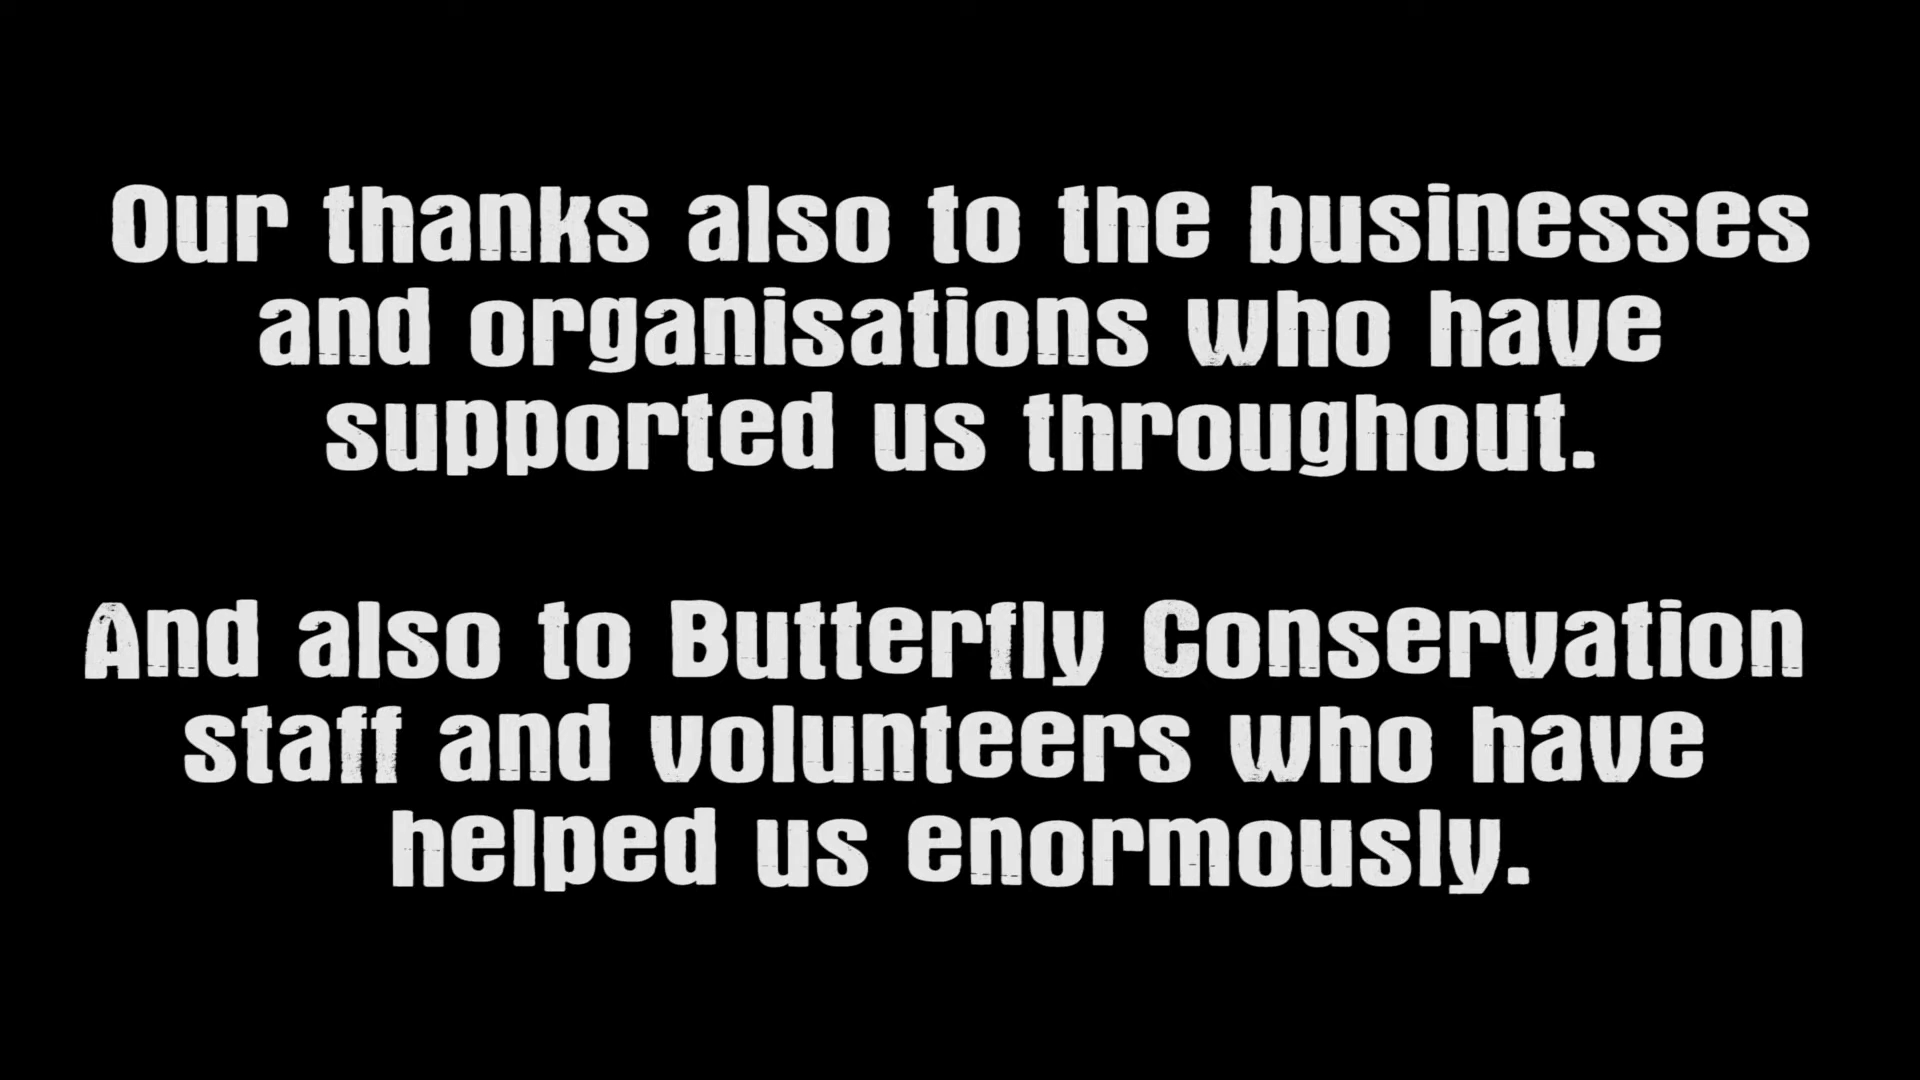 Our thanks also to the businesses
and organisations who have
supported us throughout.
And also to Butterfly Conservation
staff and volunteers who have
helped us enormously.